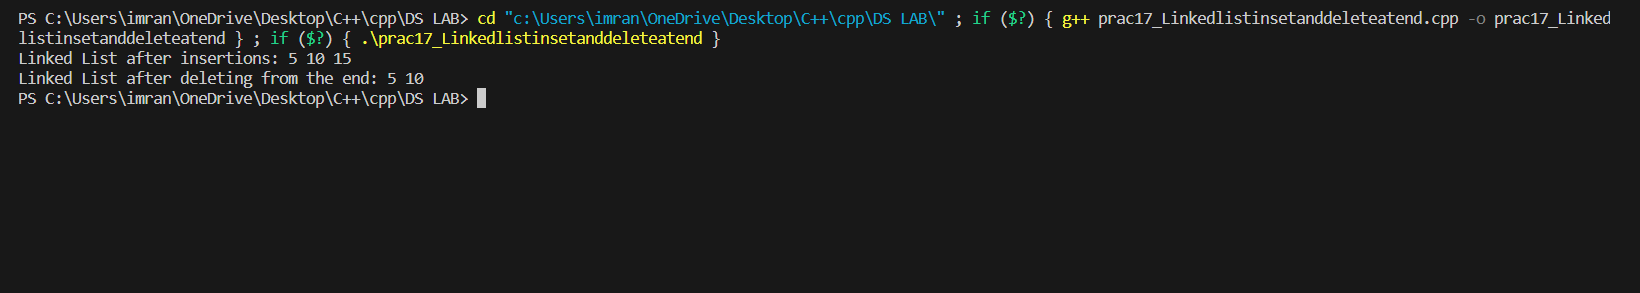 PS C:\Users\imran\OneDrive\Desktop\C++\cpp\DS LAB> cd "c:\Users\imran\OneDrive\Desktop\C++\cpp\DS LAB\" ; if ($?) { g++ prac17_Linkedlistinsetanddeleteatend.cpp -o prac17_Linked
listinsetanddeleteatend } ; if ($?) { .\prac17_Linkedlistinsetanddeleteatend }
Linked List after insertions: 5 10 15
Linked List after deleting from the end: 5 10
PS C:\Users\imran\OneDrive\Desktop\C++\cpp\DS LAB>